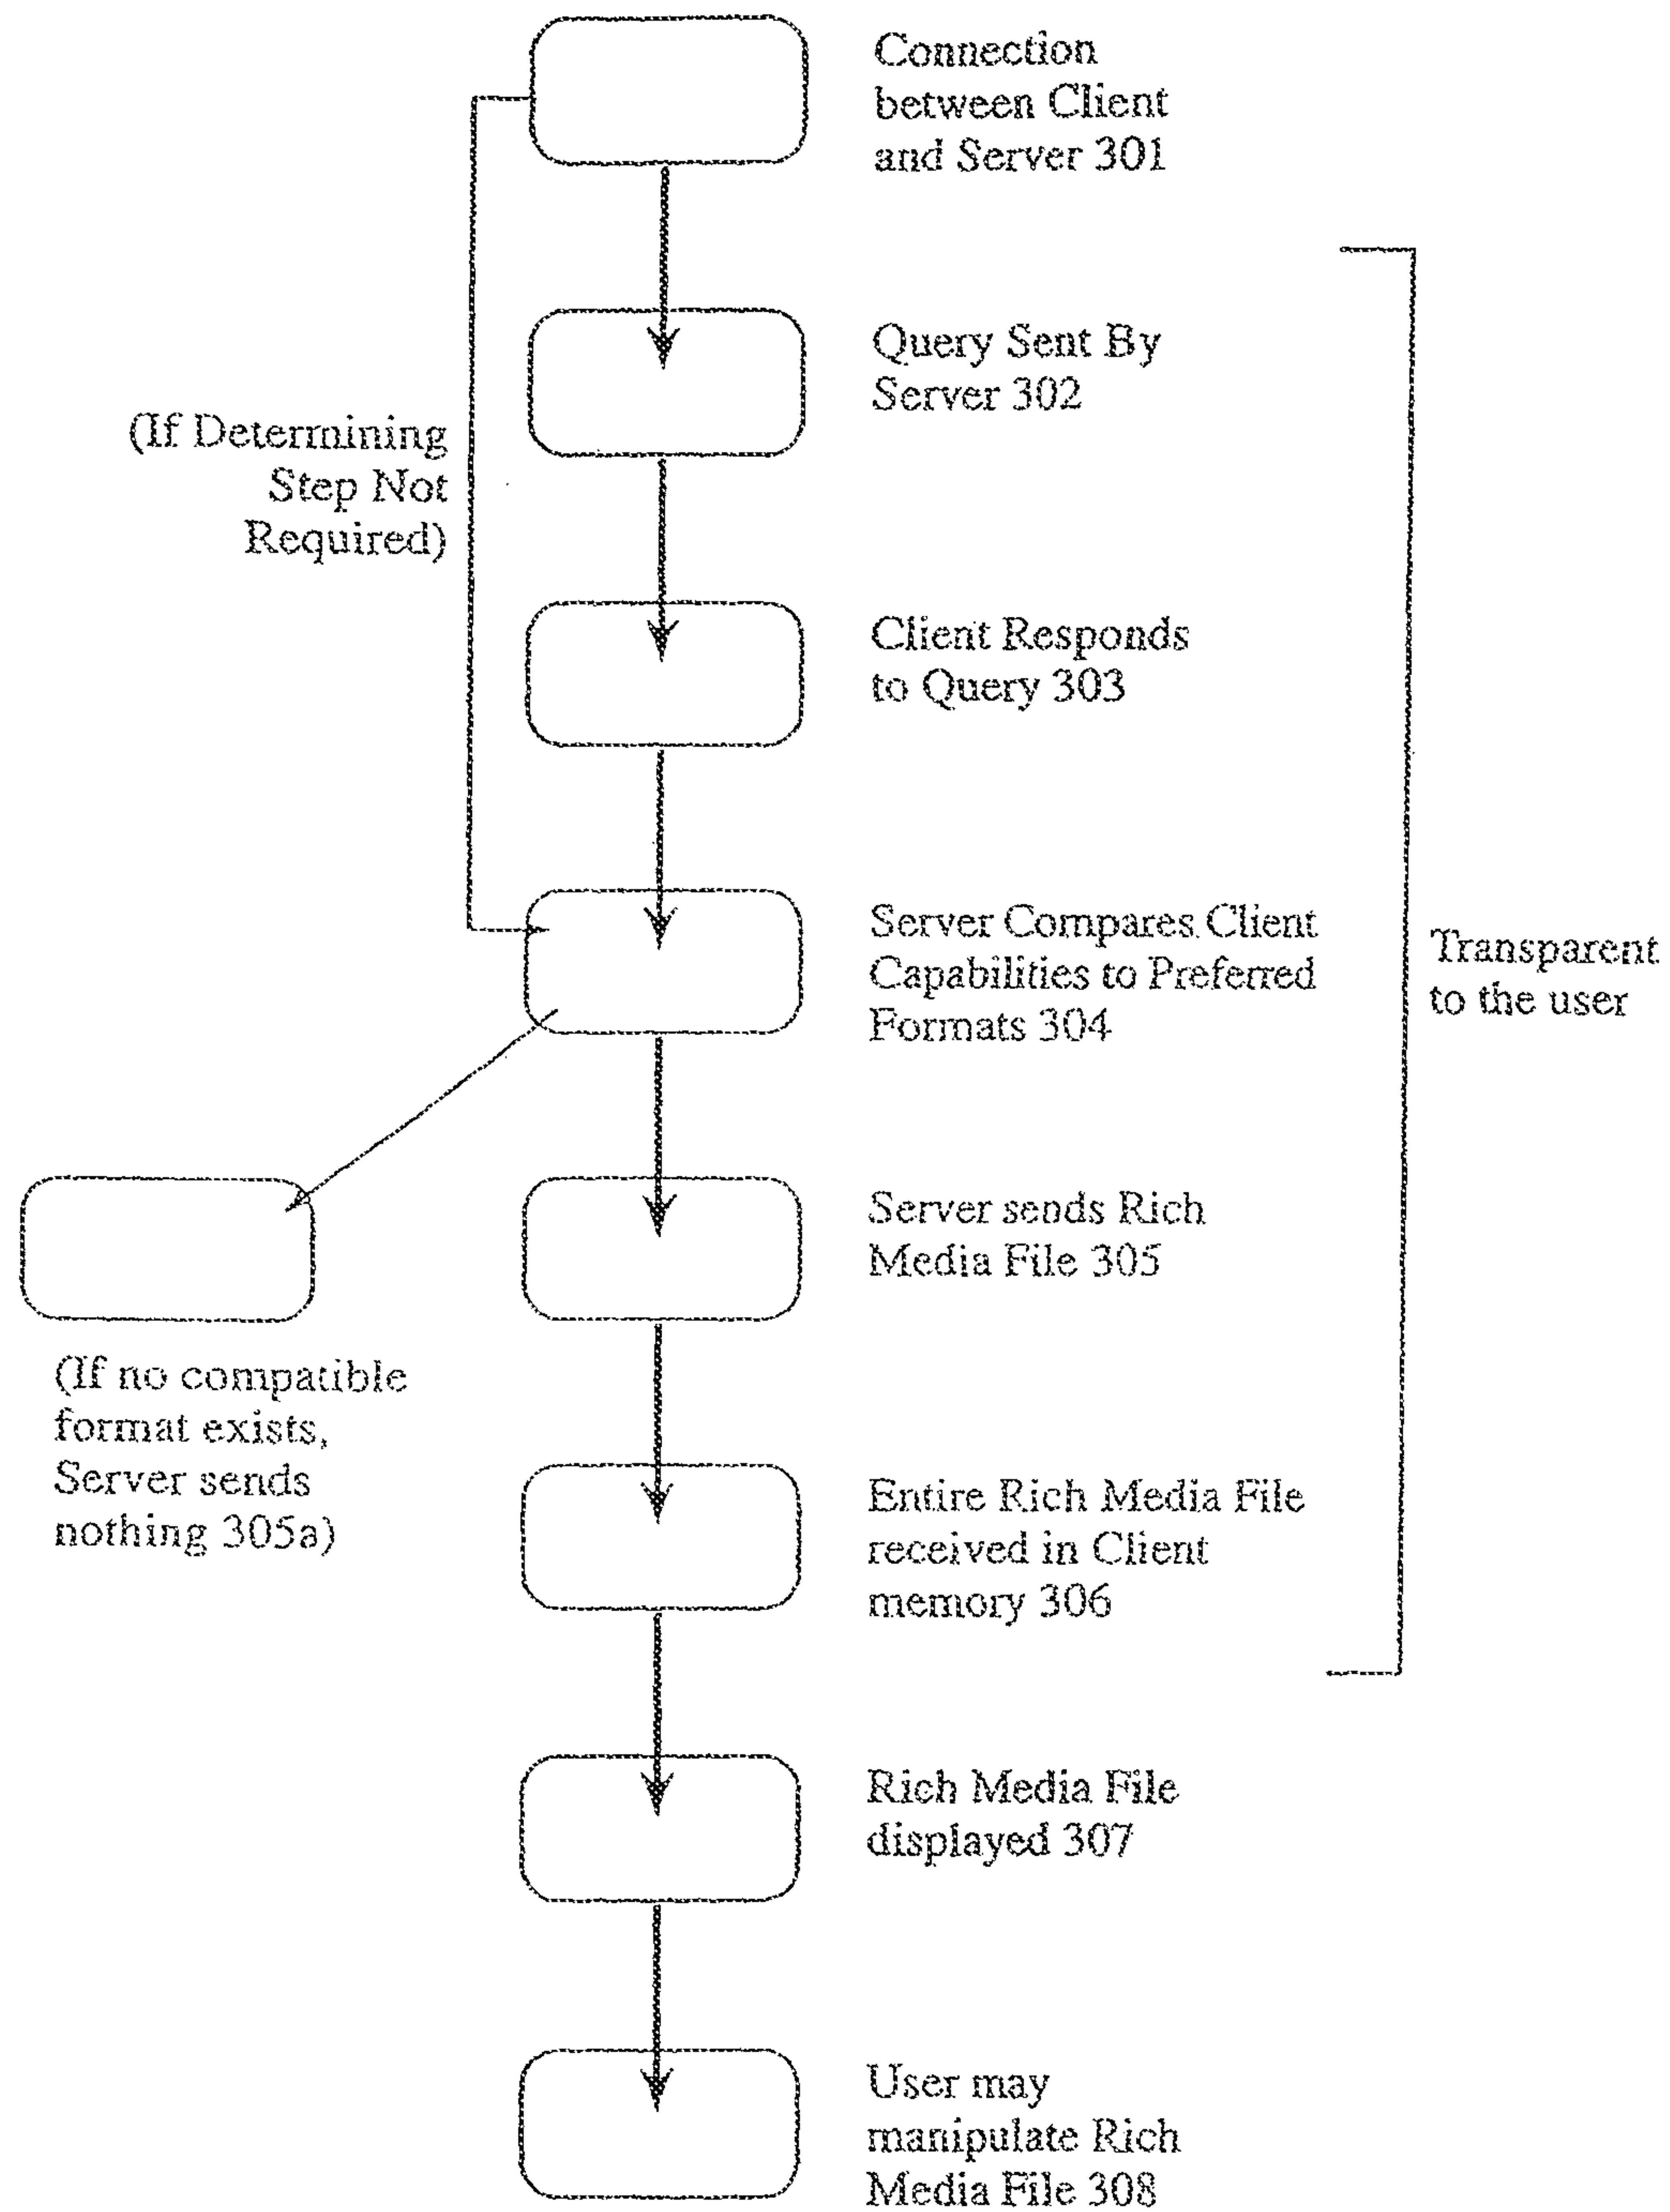 Connection
between Client
and Server 301
Query Sent By
Server 302
(If Determining
Step Not
Required)
Client Responds
to Query 303
Server Compares Client
Capabilities to Preferred
Formats 304
Transparent
to the user
Server sends Rich
Media File 305
(If no compatible
format exists,
Server sends
nothing 305a)
Entire Rich Media File
received in Client
memory 306
Rich Media File
displayed 307
User may
manipulate Rich
Media File 308